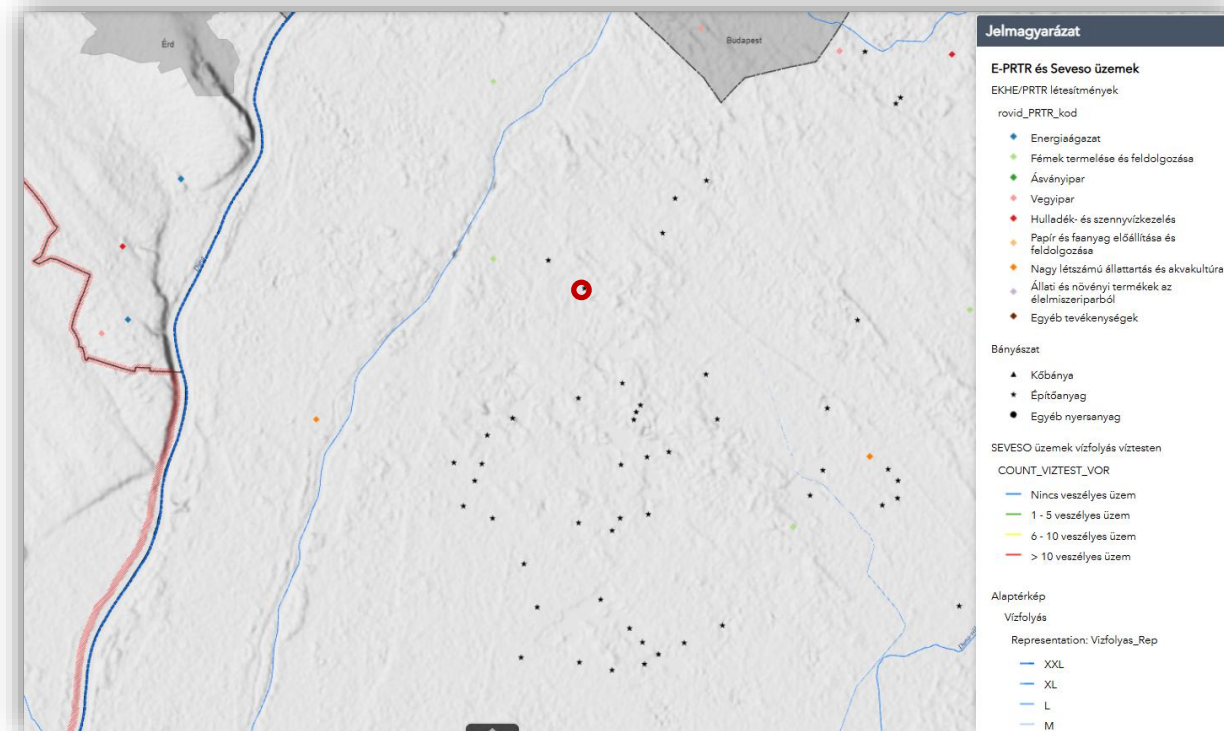 Érd
Budapest
Jelmagyarázat
E-PRTR és Seveso üzemek
EKHE/PRTR létesítmények
rovid_PRTR_kod
Energiaágazat
Fémek termelése és feldolgozása
Ásványipar
Vegyipar
Hulladék- és szennyvízkezelés
Papír és faanyag előállítása és
feldolgozása
Nagy létszámú állattartás és akvakultúra
Állati és növényi termékek az
élelmiszeriparból
Egyéb tevékenységek
Bányászat
Kőbánya
Építőanyag
Egyéb nyersanyag
SEVESO üzemek vízfolyás víztesten
COUNT_VIZTEST_VOR
Nincs veszélyes üzem
1 - 5 veszélyes üzem
6 - 10 veszélyes üzem
> 10 veszélyes üzem
Alaptérkép
Vízfolyás
Representation: Vizfolyas_Rep
XXL
XL
L
M